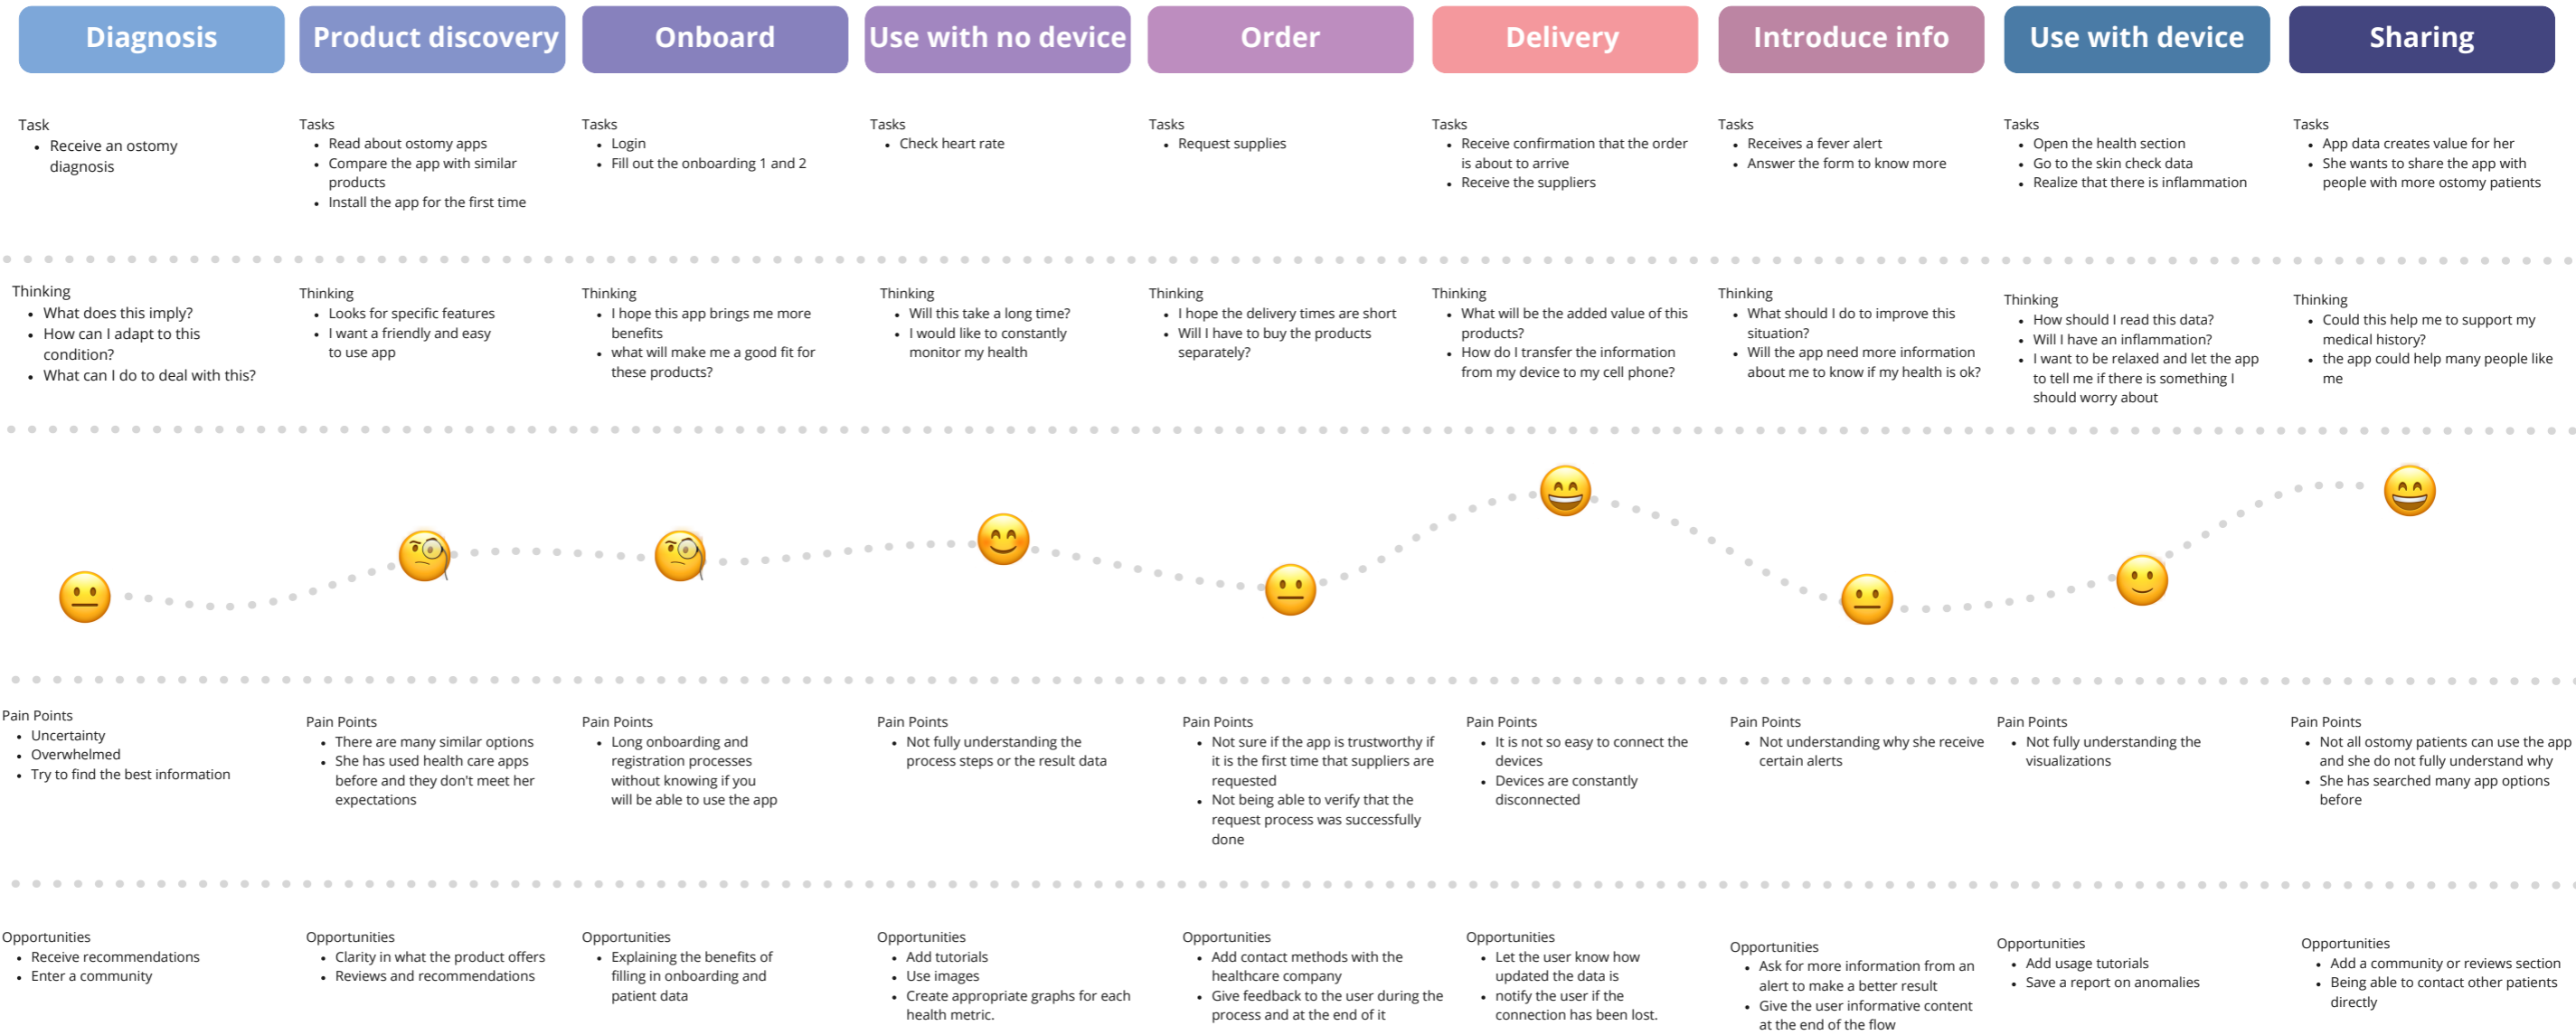 Diagnosis
Product discovery
Onboard
Use with no device
Order
Delivery
Introduce info
Use with device
Sharing
Task
• Receive an ostomy
diagnosis
Tasks
• Read about ostomy apps
• Compare the app with similar
products
• Install the app for the first time
Tasks
• Login
• Fill out the onboarding 1 and 2
Tasks
• Check heart rate
Tasks
• Request supplies
Tasks
• Receive confirmation that the order
is about to arrive
• Receive the suppliers
Tasks
• Receives a fever alert
• Answer the form to know more
Tasks
• Open the health section
• Go to the skin check data
• Realize that there is inflammation
Tasks
• App data creates value for her
• She wants to share the app with
people with more ostomy patients
Thinking
• What does this imply?
• How can I adapt to this
condition?
• What can I do to deal with this?
Thinking
• Looks for specific features
• I want a friendly and easy
to use app
Thinking
• I hope this app brings me more
benefits
• what will make me a good fit for
these products?
Thinking
• Will this take a long time?
• I would like to constantly
monitor my health
Thinking
• I hope the delivery times are short
• Will I have to buy the products
separately?
Thinking
• What will be the added value of this
products?
• How do I transfer the information
from my device to my cell phone?
Thinking
• What should I do to improve this
situation?
• Will the app need more information
about me to know if my health is ok?
Thinking
• How should I read this data?
• Will I have an inflammation?
• I want to be relaxed and let the app
to tell me if there is something I
should worry about
Thinking
• Could this help me to support my
medical history?
• the app could help many people like
me
Pain Points
• Uncertainty
• Overwhelmed
• Try to find the best information
Pain Points
• There are many similar options
• She has used health care apps
before and they don't meet her
expectations
Pain Points
• Long onboarding and
registration processes
without knowing if you
will be able to use the app
Pain Points
• Not fully understanding the
process steps or the result data
Pain Points
• Not sure if the app is trustworthy if
it is the first time that suppliers are
requested
• Not being able to verify that the
request process was successfully
done
Pain Points
• It is not so easy to connect the
devices
• Devices are constantly
disconnected
Pain Points
• Not understanding why she receive
certain alerts
Pain Points
• Not fully understanding the
visualizations
Pain Points
• Not all ostomy patients can use the app
and she do not fully understand why
• She has searched many app options
before
Opportunities
• Receive recommendations
• Enter a community
Opportunities
• Clarity in what the product offers
• Reviews and recommendations
Opportunities
• Explaining the benefits of
filling in onboarding and
patient data
Opportunities
• Add tutorials
• Use images
• Create appropriate graphs for each
health metric.
Opportunities
• Add contact methods with the
healthcare company
• Give feedback to the user during the
process and at the end of it
Opportunities
• Let the user know how
updated the data is
• notify the user if the
connection has been lost.
Opportunities
• Ask for more information from an
alert to make a better result
• Give the user informative content
at the end of the flow
Opportunities
• Add usage tutorials
• Save a report on anomalies
Opportunities
• Add a community or reviews section
• Being able to contact other patients
directly